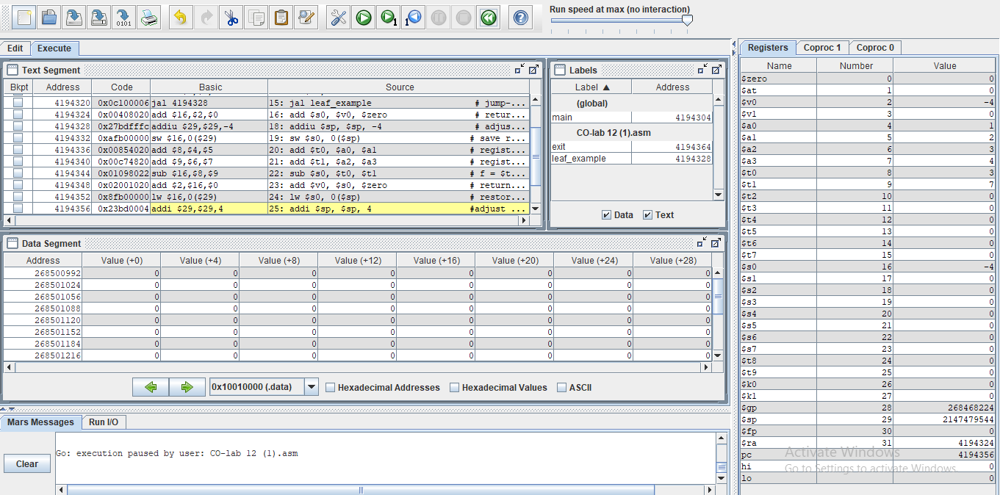 Run speed at max (no interaction)
0101
1
1
Edit Execute
Text Segment
Bkpt Address Code Basic Source
4194320 0x0c100006 jal 4194328 15: jal leaf_example # jump-...
4194324 0x00408020 add $16,$2,$0 16: add $s0, $v0, $zero # retur...
4194328 0x27bdfffc addiu $29,$29,-4 18: addiu $sp, $sp, -4 # adjus...
4194332 0xafb00000 sw $16,0($29) 19: sw $s0, 0($sp) # save r...
4194336 0x00854020 add $8,$4,$5 20: add $t0, $a0, $a1 # regist...
4194340 0x00c74820 add $9,$6,$7 21: add $t1, $a2, $a3 # regist...
4194344 0x01098022 sub $16,$8,$9 22: sub $s0, $t0, $t1 # f = $t...
4194348 0x02001020 add $2,$16,$0 23: add $v0, $s0, $zero # return...
4194352 0x8fb00000 lw $16,0($29) 24: lw $s0, 0($sp) # restor...
4194356 0x23bd0004 addi $29,$29,4 25: addi $sp, $sp, 4 #adjust ...
Labels
Label ▲ Address
(global)
main 4194304
CO-lab 12 (1).asm
exit 4194364
leaf_example 4194328
Data Text
Data Segment
Address Value (+0) Value (+4) Value (+8) Value (+12) Value (+16) Value (+20) Value (+24) Value (+28)
268500992 0 0 0 0 0 0 0 0
268501024 0 0 0 0 0 0 0 0
268501056 0 0 0 0 0 0 0 0
268501088 0 0 0 0 0 0 0 0
268501120 0 0 0 0 0 0 0 0
268501152 0 0 0 0 0 0 0 0
268501184 0 0 0 0 0 0 0 0
268501216 0 0 0 0 0 0 0 0
0x10010000 (.data) Hexadecimal Addresses Hexadecimal Values ASCII
Mars Messages Run I/O
Go: execution paused by user: CO-lab 12 (1).asm
Clear
Registers Coproc 1 Coproc 0
Name Number Value
$zero 0 0
$at 1 0
$v0 2 -4
$v1 3 0
$a0 4 1
$a1 5 2
$a2 6 3
$a3 7 4
$t0 8 3
$t1 9 7
$t2 10 0
$t3 11 0
$t4 12 0
$t5 13 0
$t6 14 0
$t7 15 0
$s0 16 -4
$s1 17 0
$s2 18 0
$s3 19 0
$s4 20 0
$s5 21 0
$s6 22 0
$s7 23 0
$t8 24 0
$t9 25 0
$k0 26 0
$k1 27 0
$gp 28 268468224
$sp 29 2147479544
$fp 30 0
$ra 31 4194324
pc 4194356
hi 0
lo 0
Activate Windows
Go to Settings to activate Windows.